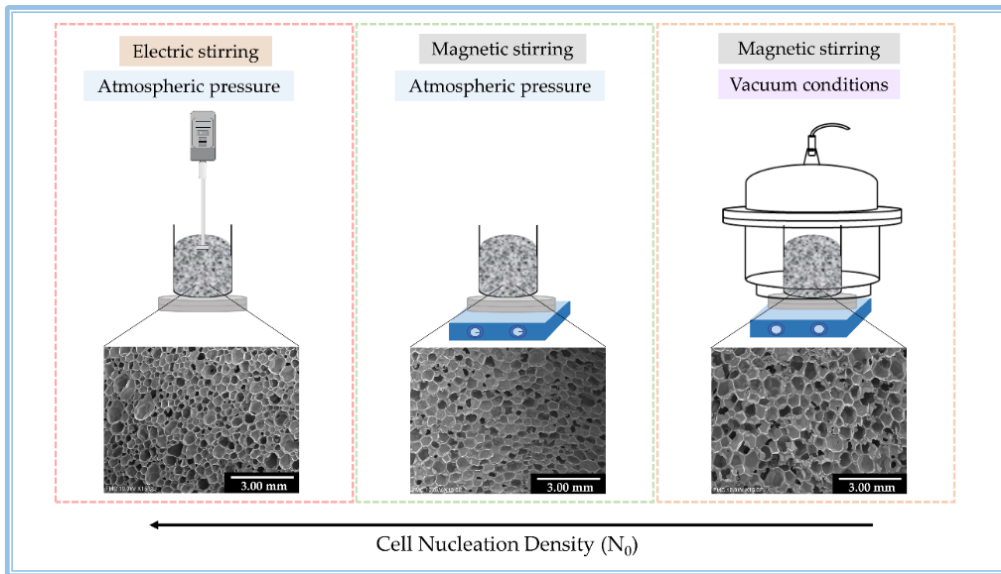 Electric stirring
Atmospheric pressure
Magnetic stirring
Atmospheric pressure
Magnetic stirring
Vacuum conditions
3.00 mm
3.00 mm
3.00 mm
Cell Nucleation Density (N₀)